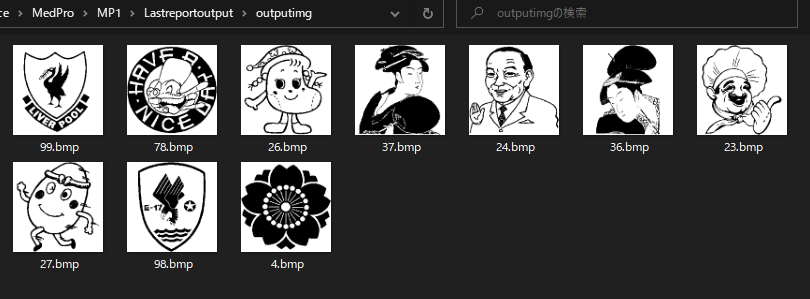 ce › MedPro › MP1 › Lastreportoutput › outputimg
outputimgの検索
LIVER POOL
HAVE A NICE DAY
99.bmp
78.bmp
26.bmp
37.bmp
24.bmp
36.bmp
23.bmp
E-17
27.bmp
98.bmp
4.bmp